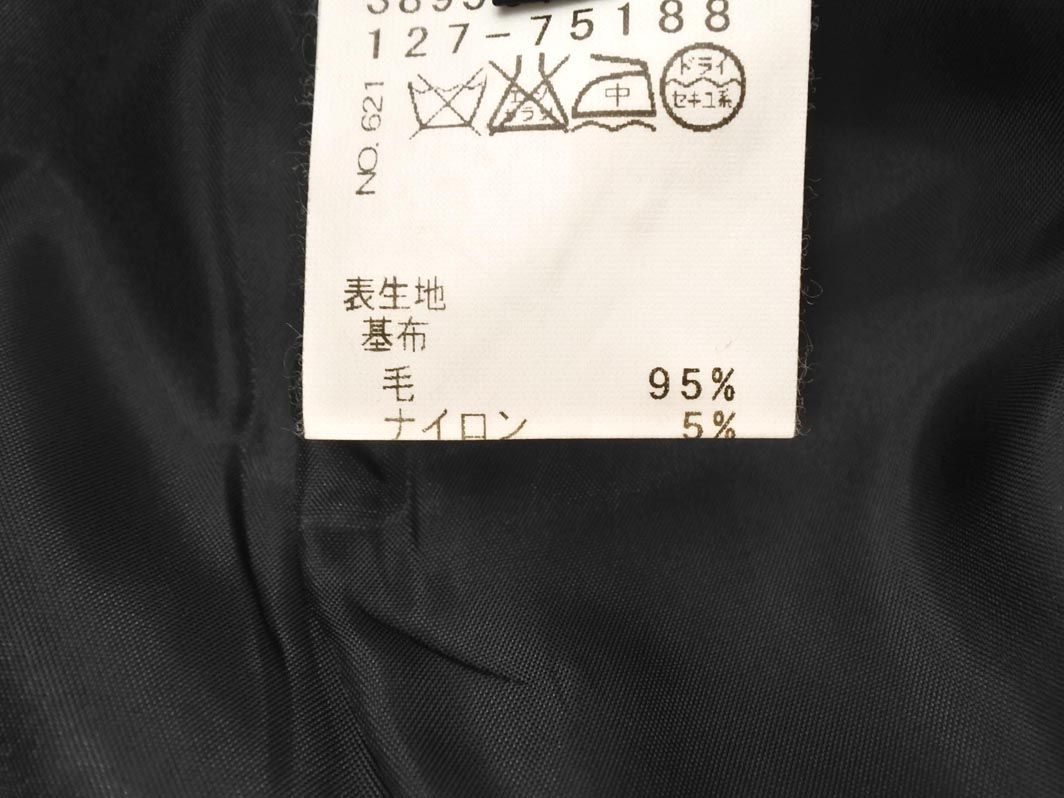 127-75188
中
ドライ
セキユ系
NO. 621
表生地
基布
毛 95%
ナイロン 5%